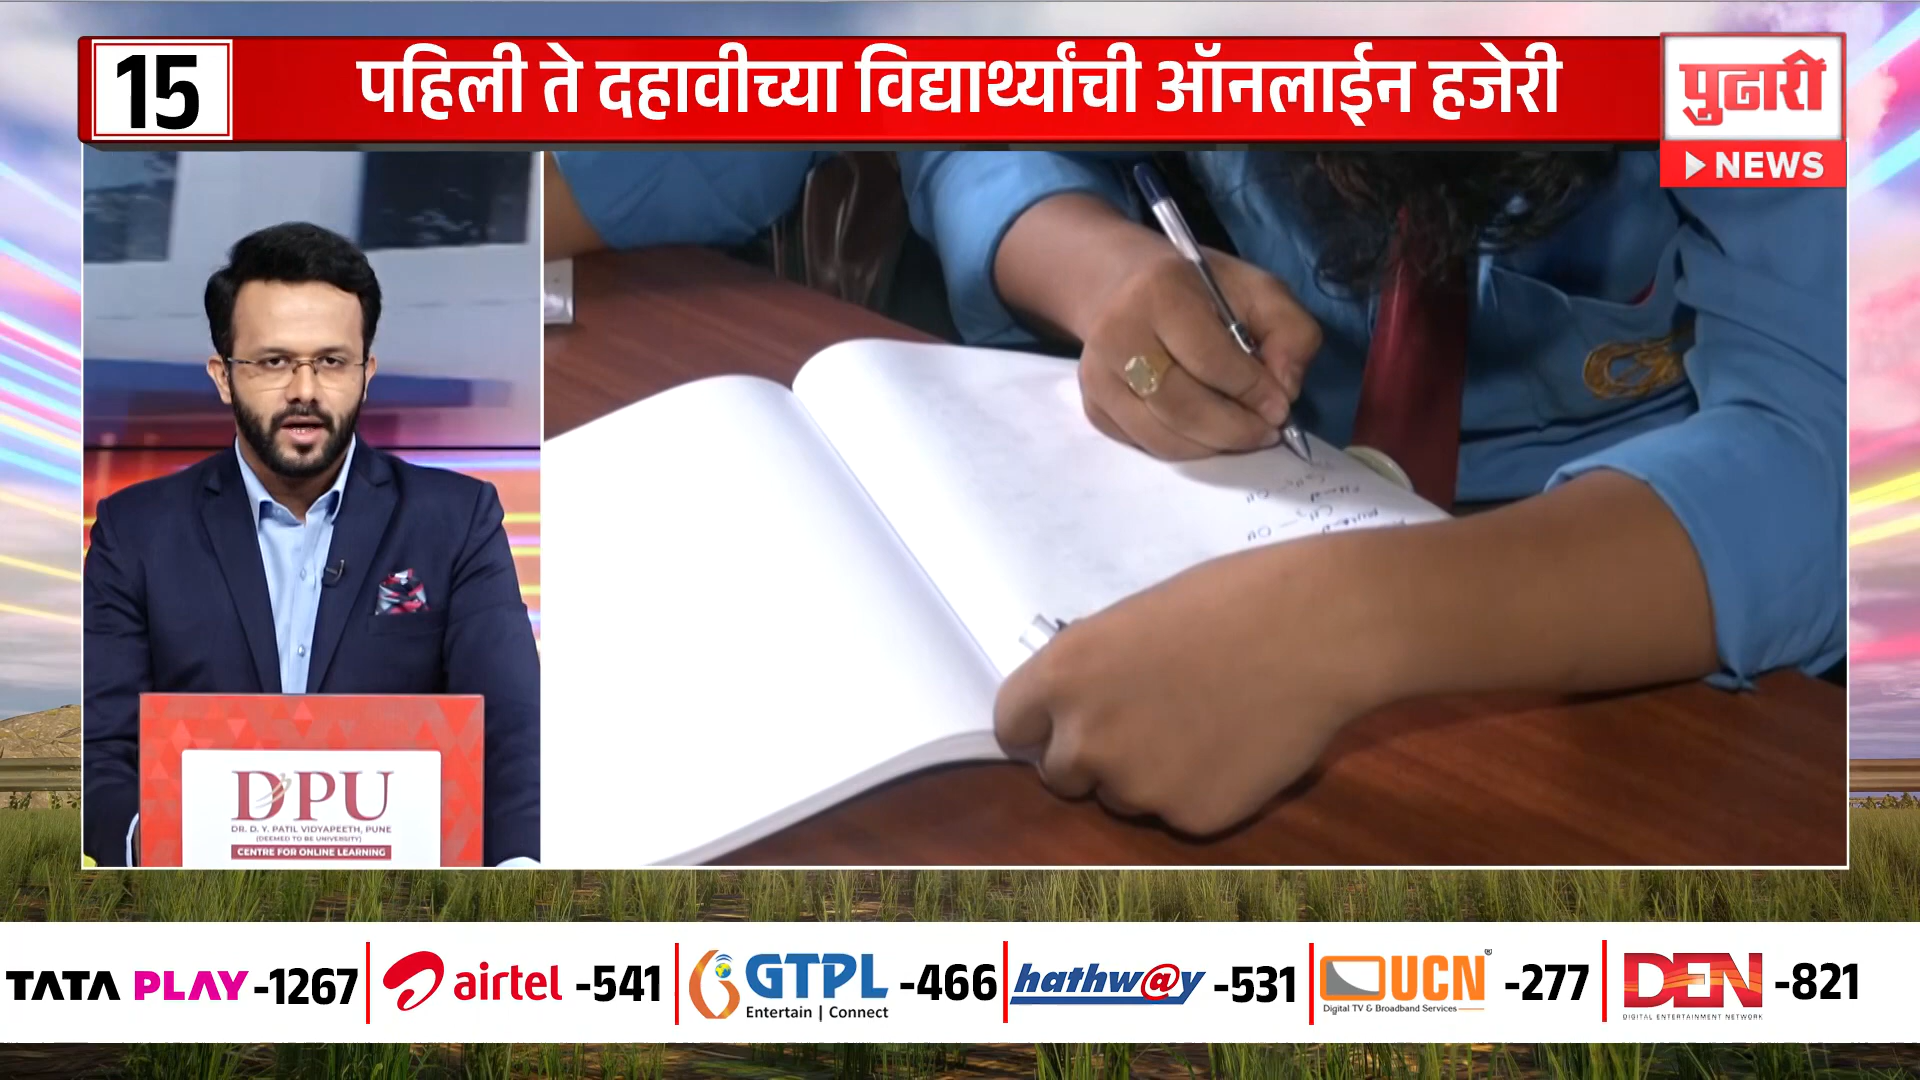 15
पहिली ते दहावीच्या विद्यार्थ्यांची ऑनलाईन हजेरी
पुढारी
NEWS
DPU
DR. D. Y. PATIL VIDYAPEETH, PUNE
(DEEMED TO BE UNIVERSITY)
CENTRE FOR ONLINE LEARNING
TATA PLAY -1267
airtel -541
GTPL -466
Entertain | Connect
hathw@y -531
UCN® -277
Digital TV & Broadband Services
DEN -821
DIGITAL ENTERTAINMENT NETWORK